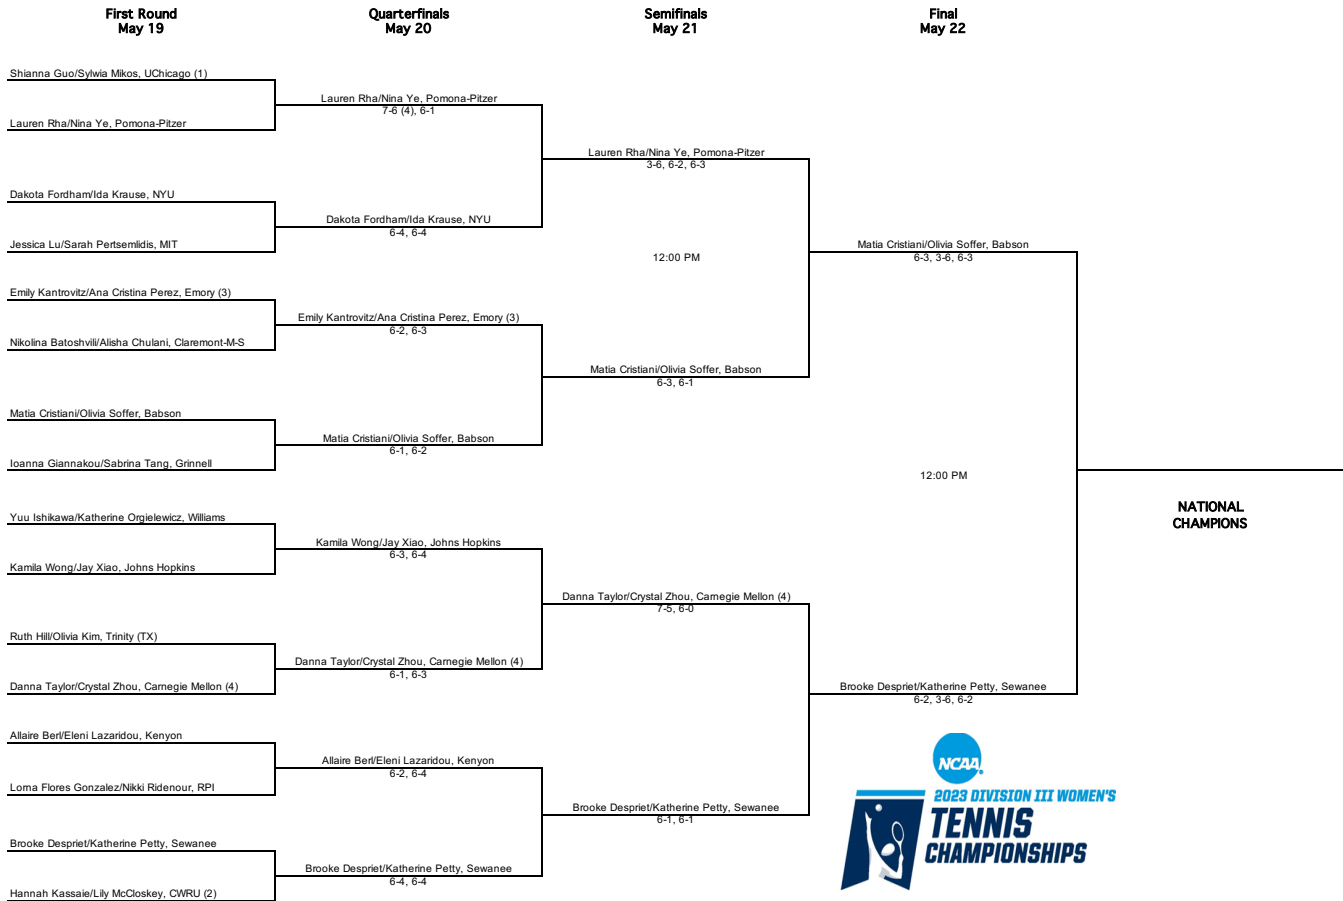 First Round
May 19
Quarterfinals
May 20
Semifinals
May 21
Final
May 22
Shianna Guo/Sylwia Mikos, UChicago (1)
Lauren Rha/Nina Ye, Pomona-Pitzer
Dakota Fordham/Ida Krause, NYU
Jessica Lu/Sarah Pertsemlidis, MIT
Emily Kantrovitz/Ana Cristina Perez, Emory (3)
Nikolina Batoshvili/Alisha Chulani, Claremont-M-S
Matia Cristiani/Olivia Soffer, Babson
Ioanna Giannakou/Sabrina Tang, Grinnell
Yuu Ishikawa/Katherine Orgielewicz, Williams
Kamila Wong/Jay Xiao, Johns Hopkins
Ruth Hill/Olivia Kim, Trinity (TX)
Danna Taylor/Crystal Zhou, Carnegie Mellon (4)
Allaire Berl/Eleni Lazaridou, Kenyon
Lorna Flores Gonzalez/Nikki Ridenour, RPI
Brooke Despriet/Katherine Petty, Sewanee
Hannah Kassaie/Lily McCloskey, CWRU (2)
Lauren Rha/Nina Ye, Pomona-Pitzer
7-6 (4), 6-1
Dakota Fordham/Ida Krause, NYU
6-4, 6-4
Emily Kantrovitz/Ana Cristina Perez, Emory (3)
6-2, 6-3
Matia Cristiani/Olivia Soffer, Babson
6-1, 6-2
Kamila Wong/Jay Xiao, Johns Hopkins
6-3, 6-4
Danna Taylor/Crystal Zhou, Carnegie Mellon (4)
6-1, 6-3
Allaire Berl/Eleni Lazaridou, Kenyon
6-2, 6-4
Brooke Despriet/Katherine Petty, Sewanee
6-4, 6-4
Lauren Rha/Nina Ye, Pomona-Pitzer
3-6, 6-2, 6-3
12:00 PM
Matia Cristiani/Olivia Soffer, Babson
6-3, 6-1
Danna Taylor/Crystal Zhou, Carnegie Mellon (4)
7-5, 6-0
Brooke Despriet/Katherine Petty, Sewanee
6-1, 6-1
Matia Cristiani/Olivia Soffer, Babson
6-3, 3-6, 6-3
12:00 PM
Brooke Despriet/Katherine Petty, Sewanee
6-2, 3-6, 6-2
NATIONAL
CHAMPIONS
NCAA
2023 DIVISION III WOMEN'S
TENNIS
CHAMPIONSHIPS